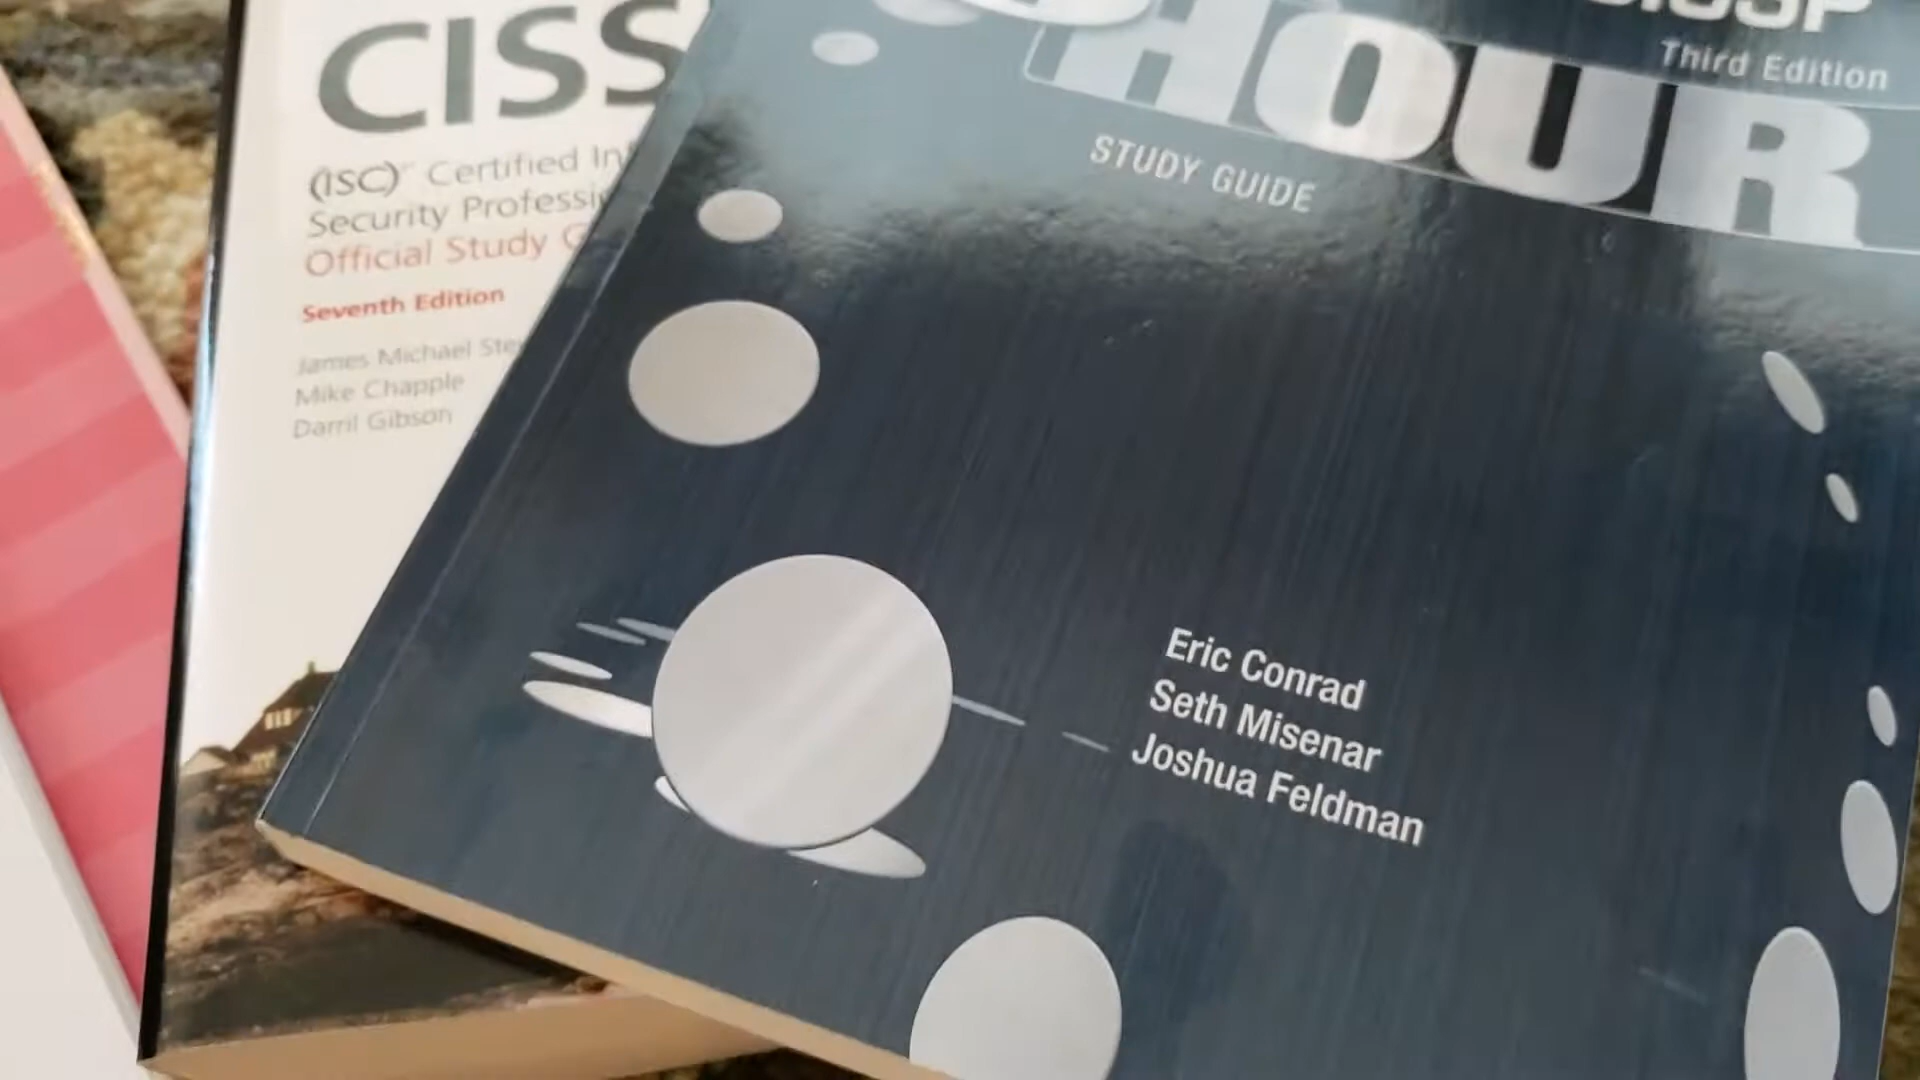 CISS
(ISC)² Certified In
Security Professi
Official Study G
Seventh Edition
James Michael Ste
Mike Chapple
Darril Gibson
CISSP
Third Edition
HOUR
STUDY GUIDE
Eric Conrad
Seth Misenar
Joshua Feldman